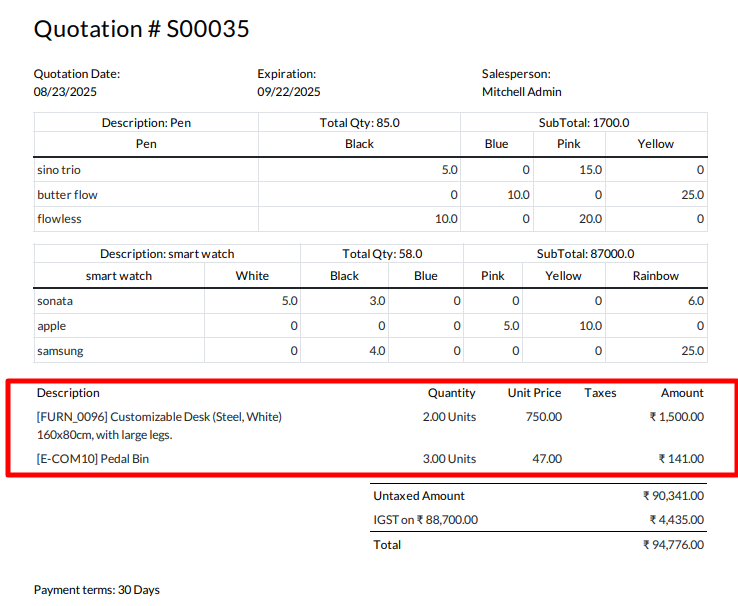 Quotation # S00035
Quotation Date: Expiration: Salesperson:
08/23/2025 09/22/2025 Mitchell Admin
Description: Pen Total Qty: 85.0 SubTotal: 1700.0
Pen Black Blue Pink Yellow
sino trio 5.0 0 15.0 0
butter flow 0 10.0 0 25.0
flowless 10.0 0 20.0 0
Description: smart watch Total Qty: 58.0 SubTotal: 87000.0
smart watch White Black Blue Pink Yellow Rainbow
sonata 5.0 3.0 0 0 0 6.0
apple 0 0 0 5.0 10.0 0
samsung 0 4.0 0 0 0 25.0
Description Quantity Unit Price Taxes Amount
[FURN_0096] Customizable Desk (Steel, White) 2.00 Units 750.00 ₹ 1,500.00
160x80cm, with large legs.
[E-COM10] Pedal Bin 3.00 Units 47.00 ₹ 141.00
Untaxed Amount ₹ 90,341.00
IGST on ₹ 88,700.00 ₹ 4,435.00
Total ₹ 94,776.00
Payment terms: 30 Days